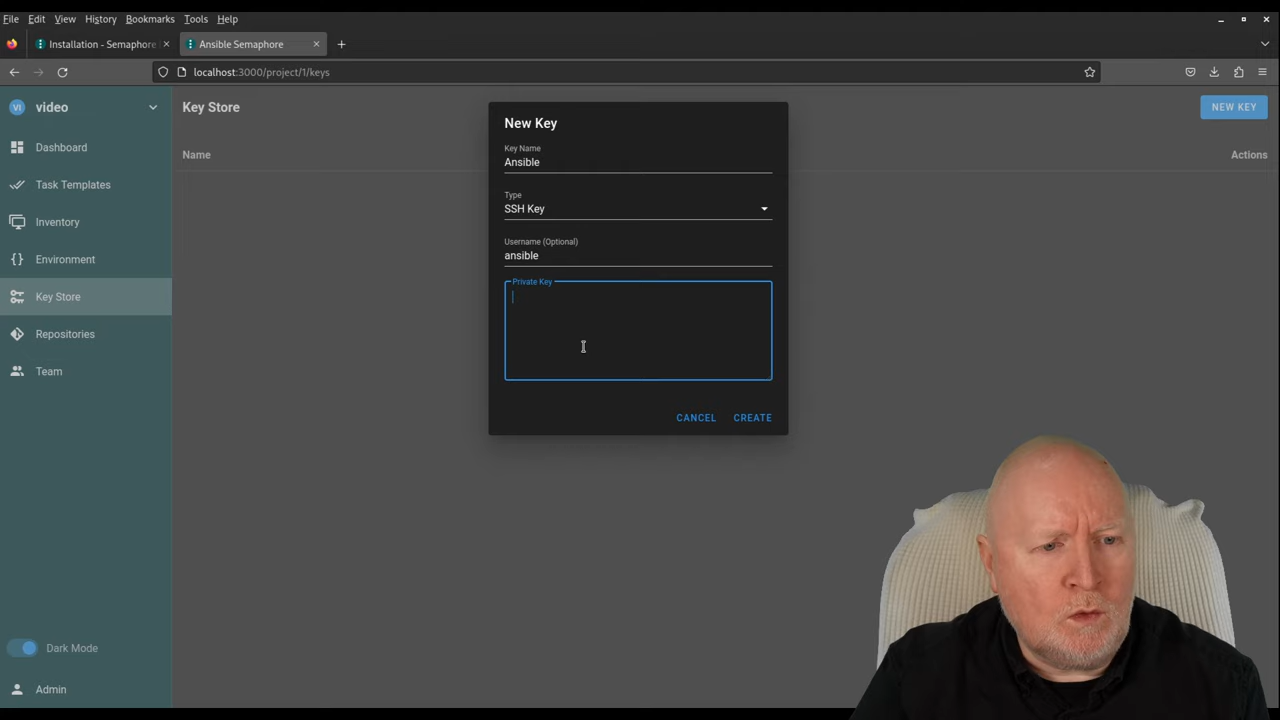 File Edit View History Bookmarks Tools Help
Installation - Semaphore
Ansible Semaphore
localhost:3000/project/1/keys
VI video
Key Store
NEW KEY
Dashboard
Task Templates
Inventory
Environment
Key Store
Repositories
Team
Name
Actions
New Key
Key Name
Ansible
Type
SSH Key
Username (Optional)
ansible
Private Key
CANCEL CREATE
Dark Mode
Admin